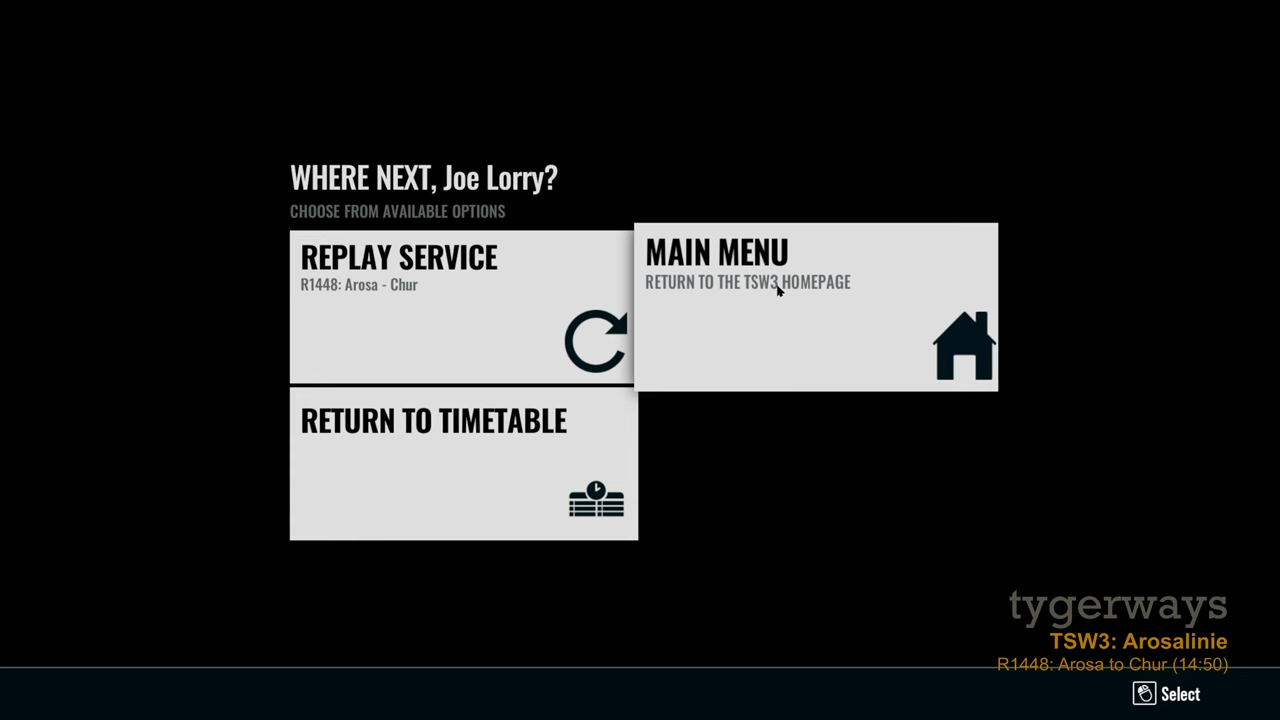 WHERE NEXT, Joe Lorry?
CHOOSE FROM AVAILABLE OPTIONS
REPLAY SERVICE
R1448: Arosa - Chur
MAIN MENU
RETURN TO THE TSW3 HOMEPAGE
RETURN TO TIMETABLE
tygerways
TSW3: Arosalinie
R1448: Arosa to Chur (14:50)
Select